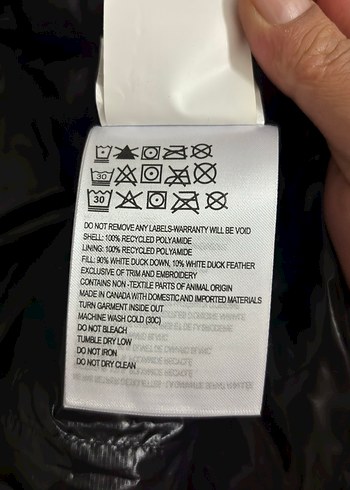 30
30
DO NOT REMOVE ANY LABELS-WARRANTY WILL BE VOID
SHELL: 100% RECYCLED POLYAMIDE
LINING: 100% RECYCLED POLYAMIDE
FILL: 90% WHITE DUCK DOWN, 10% WHITE DUCK FEATHER
EXCLUSIVE OF TRIM AND EMBROIDERY
CONTAINS NON -TEXTILE PARTS OF ANIMAL ORIGIN
MADE IN CANADA WITH DOMESTIC AND IMPORTED MATERIALS
TURN GARMENT INSIDE OUT
MACHINE WASH COLD (30C)
DO NOT BLEACH
TUMBLE DRY LOW
DO NOT IRON
DO NOT DRY CLEAN